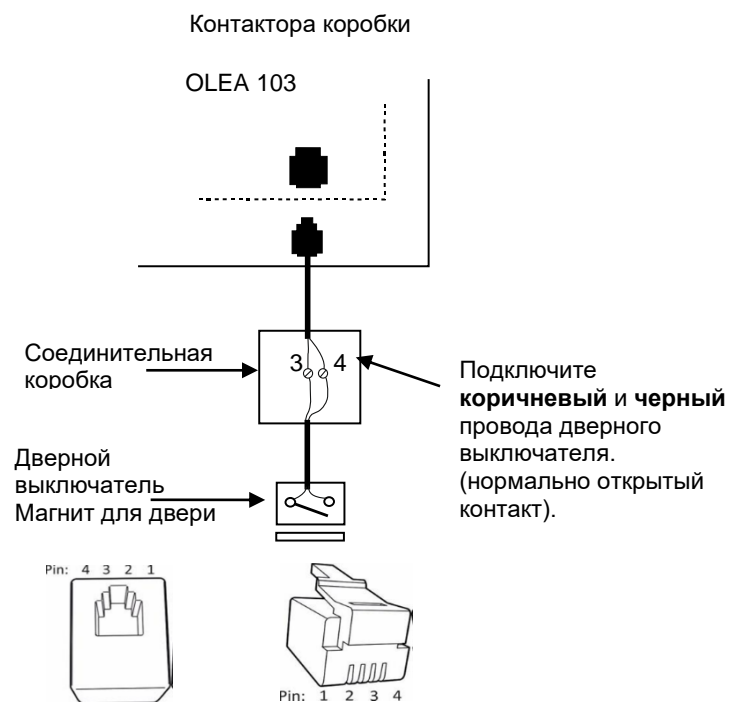 Контактора коробки
OLEA 103
Соединительная
коробка
3 4
Подключите
коричневый и черный
провода дверного
выключателя.
(нормально открытый
контакт).
Дверной
выключатель
Магнит для двери
Pin: 4 3 2 1
Pin: 1 2 3 4